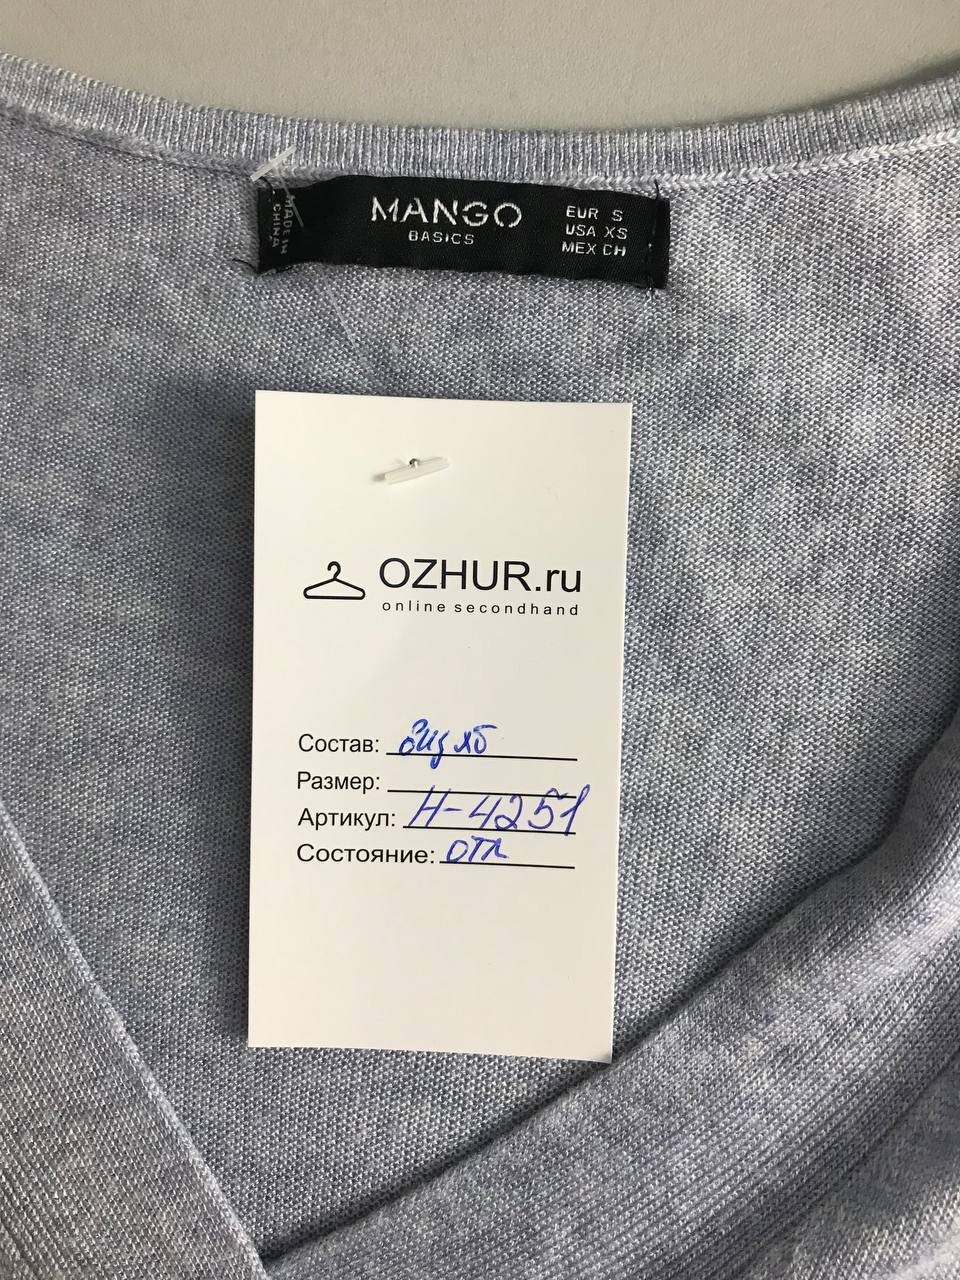 MADE IN
CHINA
MANGO
BASICS
EUR S
USA XS
MEX CH
OZHUR.ru
online secondhand
Состав: виз хб
Размер:
Артикул: Н-4251
Состояние: отл